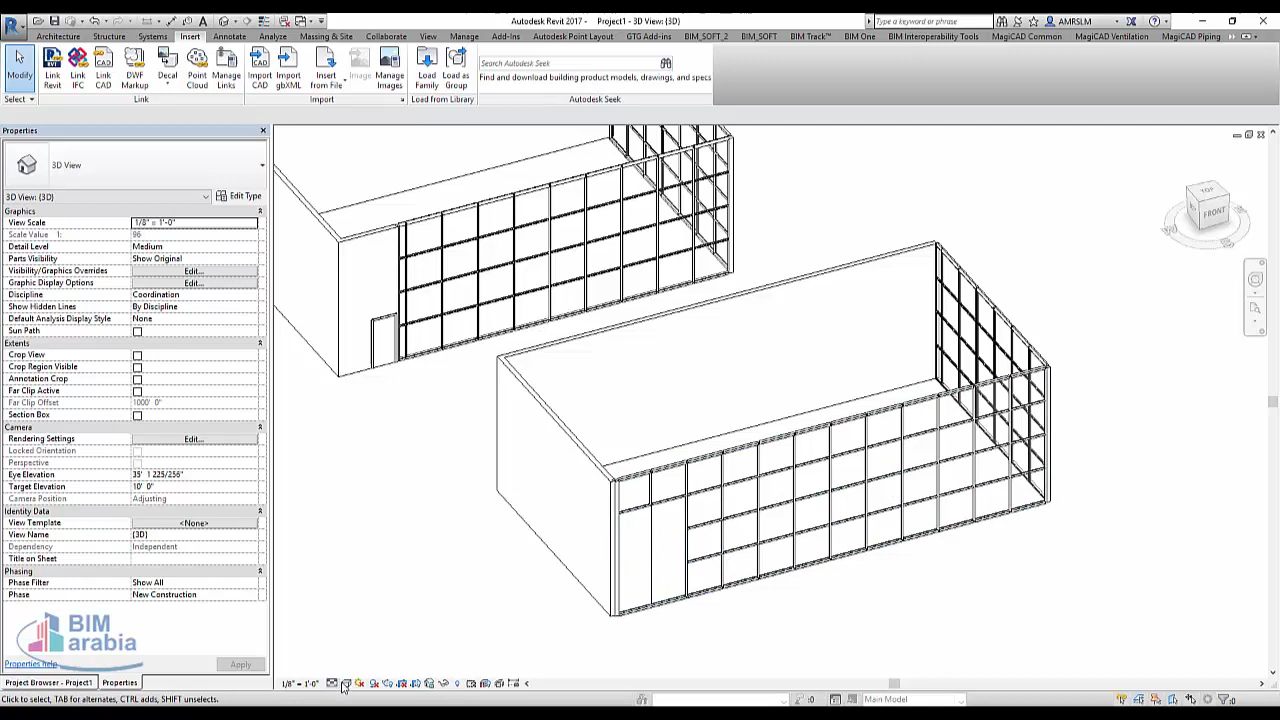 Autodesk Revit 2017 - Project1 - 3D View: {3D}
Type a keyword or phrase
AMRSLM
Architecture Structure Systems Insert Annotate Analyze Massing & Site Collaborate View Manage Add-Ins Autodesk Point Layout GTG Add-ins BIM_SOFT_2 BIM_SOFT BIM Track™ BIM One BIM Interoperability Tools MagiCAD Common MagiCAD Ventilation MagiCAD Piping
Modify
Link Revit
Link IFC
Link CAD
DWF Markup
Decal
Point Cloud
Manage Links
Import CAD
Import gbXML
Insert from File
Image
Manage Images
Load Family
Load as Group
Search Autodesk Seek
Find and download building product models, drawings, and specs
Select Link Import Load from Library Autodesk Seek
Properties
3D View
3D View: {3D} Edit Type
Graphics
View Scale 1/8" = 1'-0"
Scale Value 1: 96
Detail Level Medium
Parts Visibility Show Original
Visibility/Graphics Overrides Edit...
Graphic Display Options Edit...
Discipline Coordination
Show Hidden Lines By Discipline
Default Analysis Display Style None
Sun Path
Extents
Crop View
Crop Region Visible
Annotation Crop
Far Clip Active
Far Clip Offset 1000' 0"
Section Box
Camera
Rendering Settings Edit...
Locked Orientation
Perspective
Eye Elevation 35' 1 225/256"
Target Elevation 10' 0"
Camera Position Adjusting
Identity Data
View Template <None>
View Name {3D}
Dependency Independent
Title on Sheet
Phasing
Phase Filter Show All
Phase New Construction
BIM
arabia
Properties help Apply
Project Browser - Project1 Properties
TOP
FRONT
1/8" = 1'-0"
Click to select, TAB for alternates, CTRL adds, SHIFT unselects.
:0
Main Model
:0